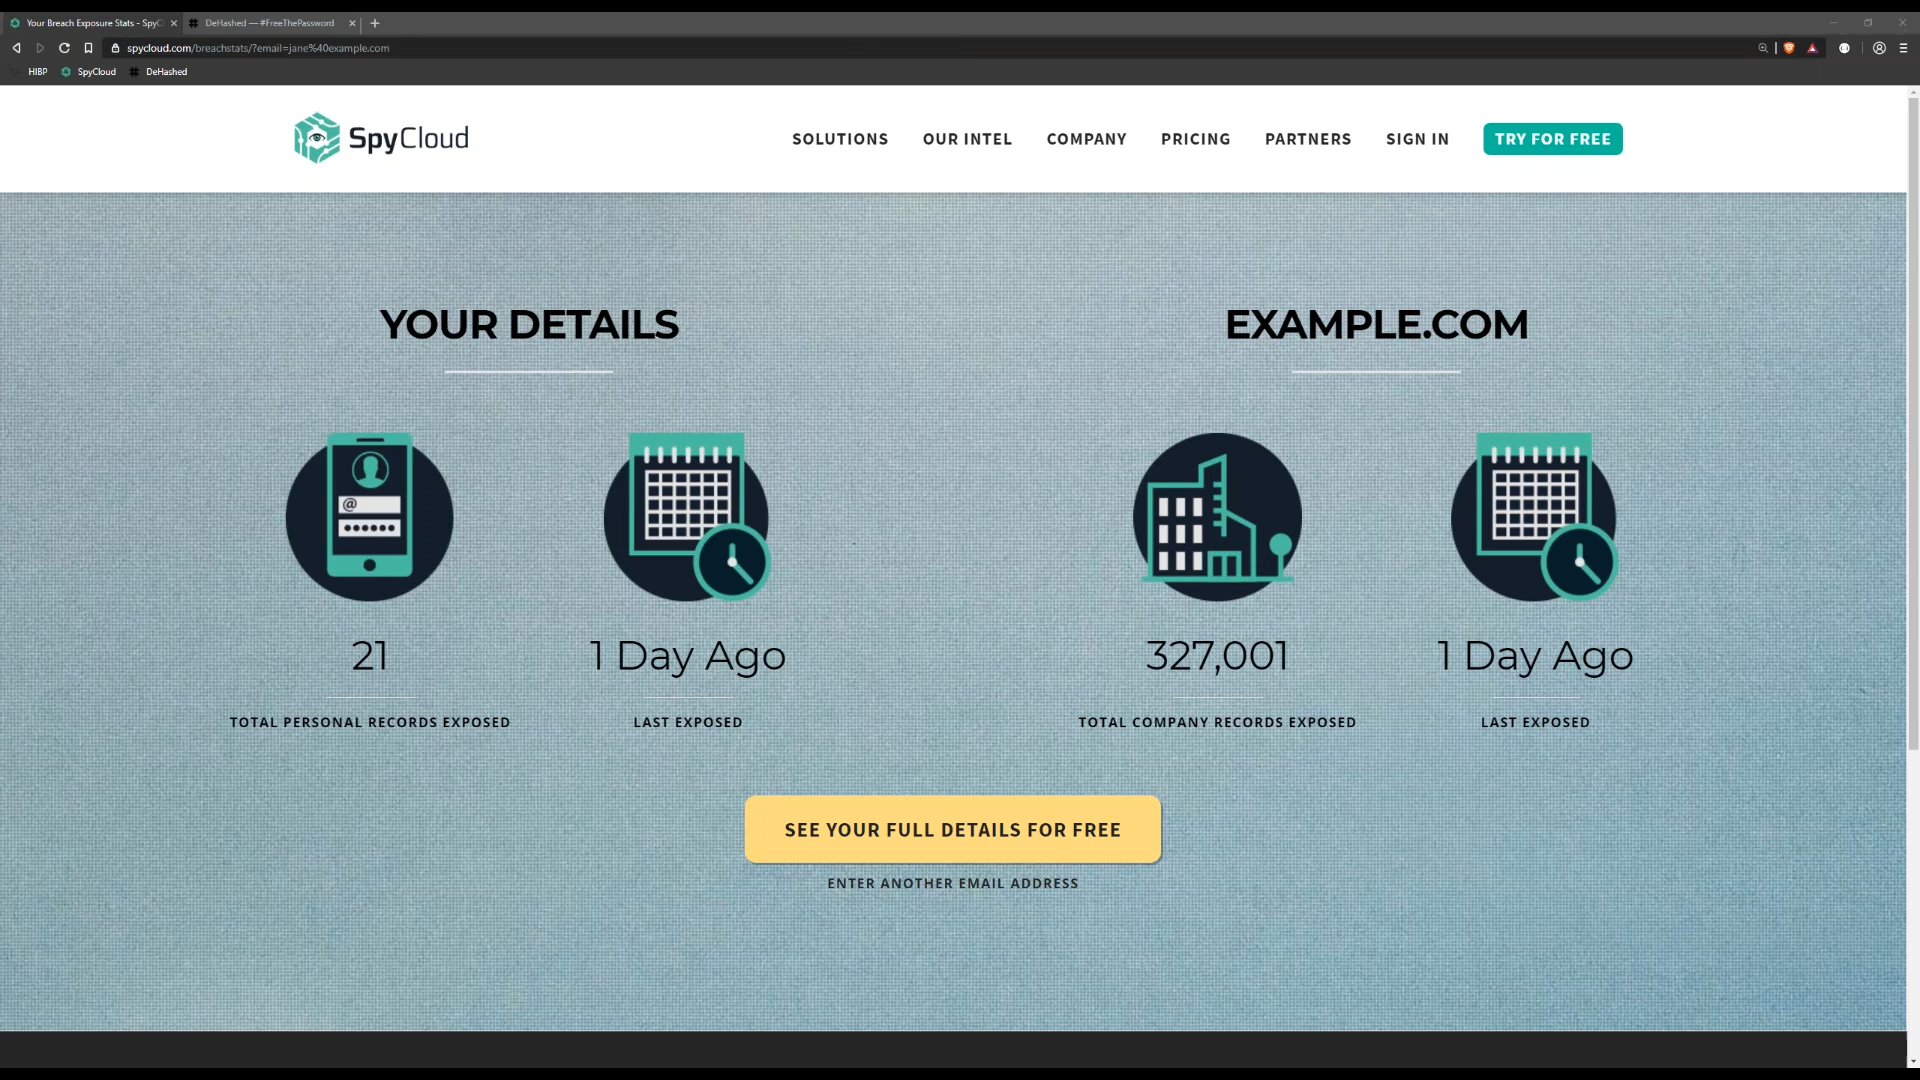 Your Breach Exposure Stats - SpyC
DeHashed — #FreeThePassword
spycloud.com/breachstats/?email=jane%40example.com
HIBP SpyCloud DeHashed
SpyCloud
SOLUTIONS OUR INTEL COMPANY PRICING PARTNERS SIGN IN TRY FOR FREE
YOUR DETAILS
EXAMPLE.COM
@
21
1 Day Ago
327,001
1 Day Ago
TOTAL PERSONAL RECORDS EXPOSED
LAST EXPOSED
TOTAL COMPANY RECORDS EXPOSED
LAST EXPOSED
SEE YOUR FULL DETAILS FOR FREE
ENTER ANOTHER EMAIL ADDRESS